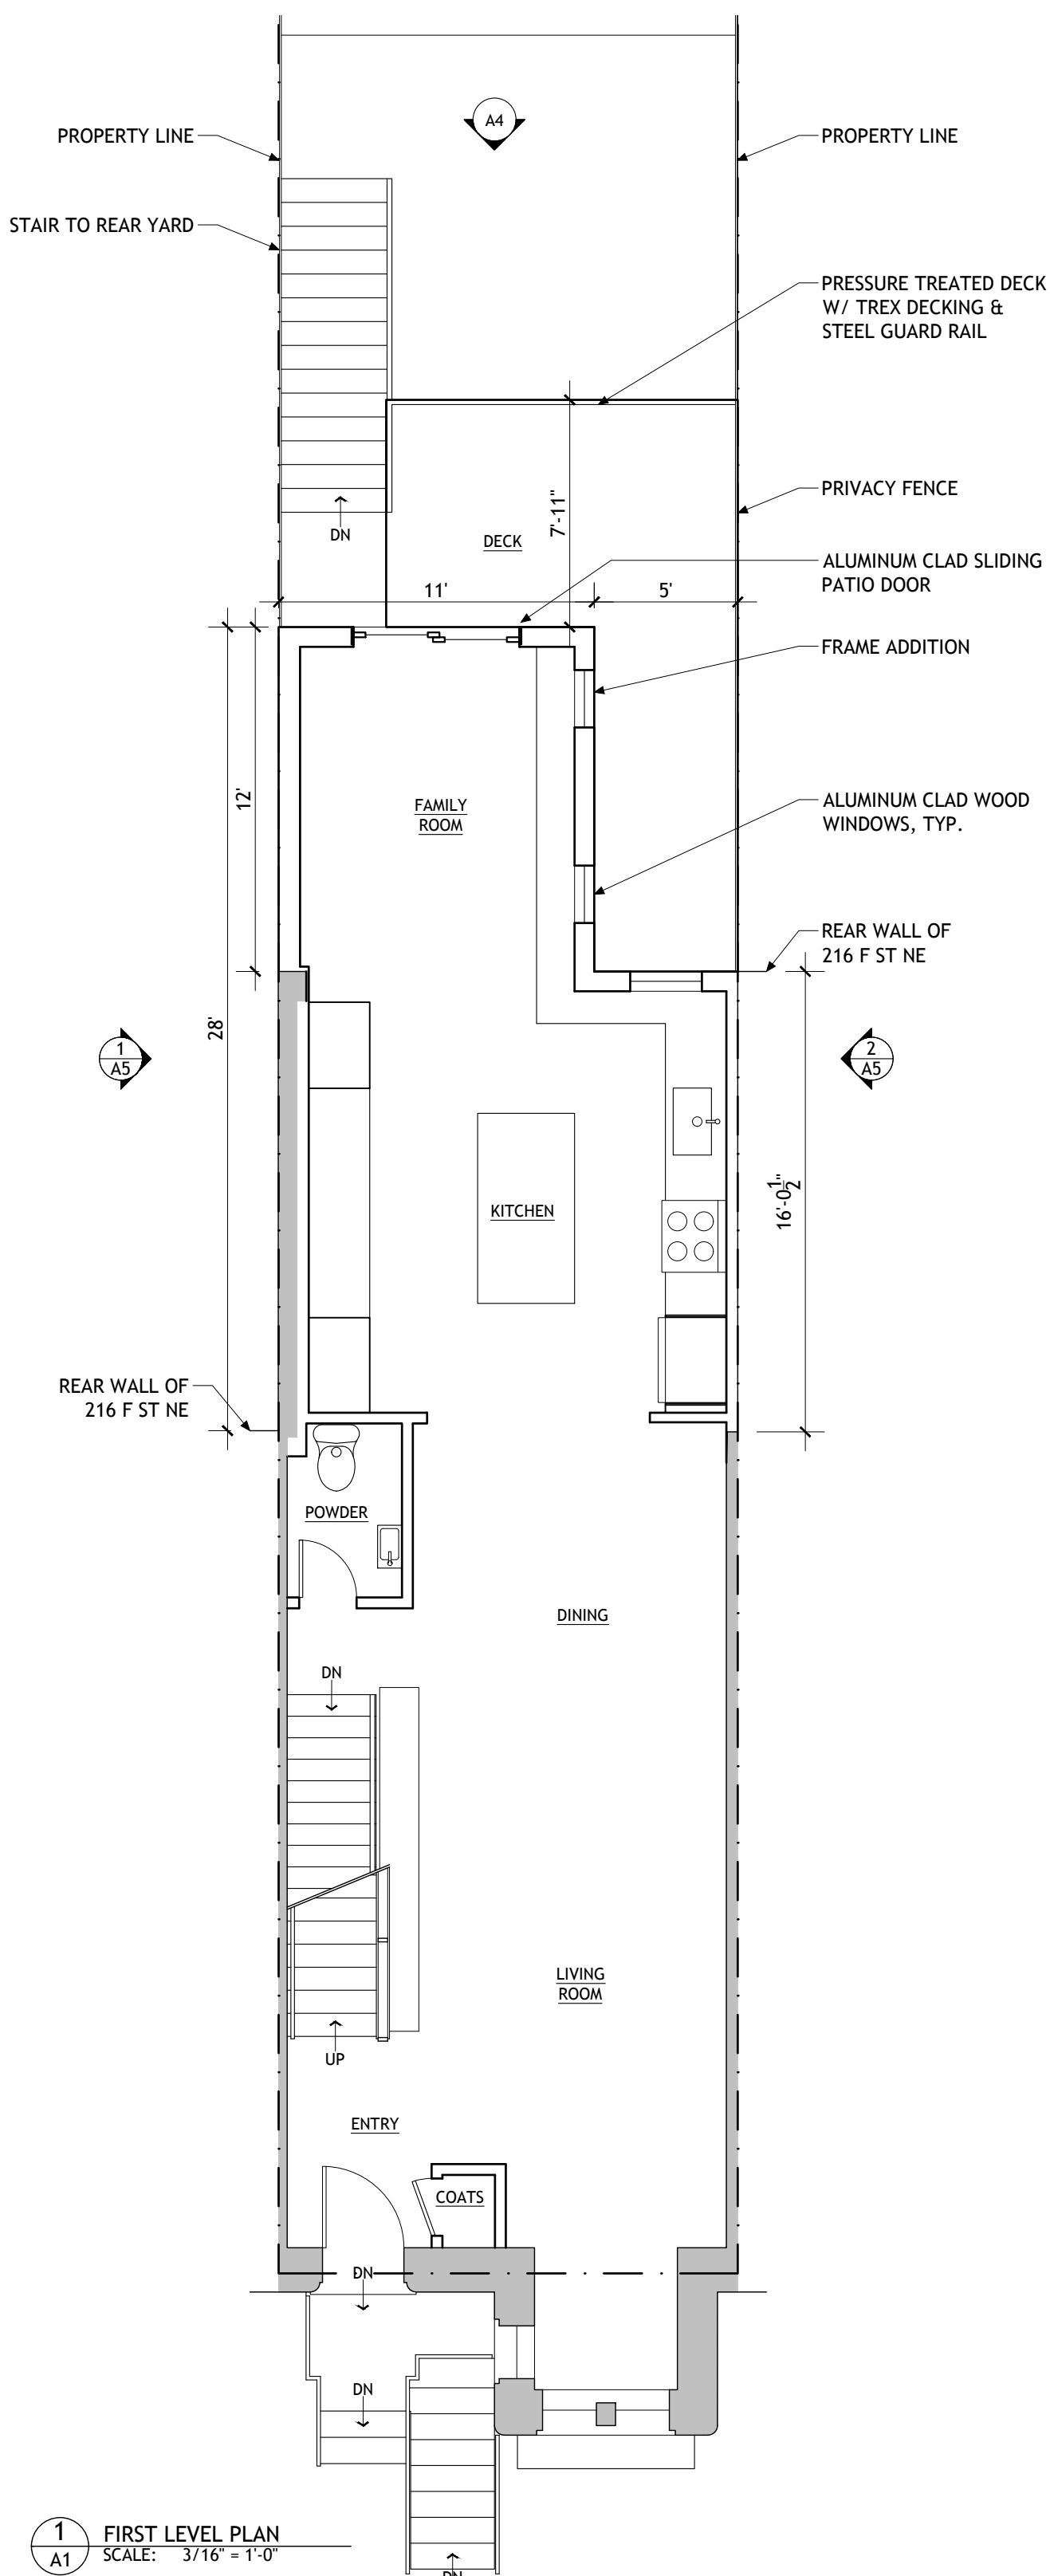 A4
PROPERTY LINE
PROPERTY LINE
STAIR TO REAR YARD
PRESSURE TREATED DECK
W/ TREX DECKING &
STEEL GUARD RAIL
PRIVACY FENCE
7'-11"
DN
DECK
ALUMINUM CLAD SLIDING
PATIO DOOR
11'
5'
FRAME ADDITION
12'
FAMILY
ROOM
ALUMINUM CLAD WOOD
WINDOWS, TYP.
REAR WALL OF
216 F ST NE
28'
1
A5
2
A5
16'-0 1/2"
KITCHEN
REAR WALL OF
216 F ST NE
POWDER
DINING
DN
LIVING
ROOM
UP
ENTRY
COATS
DN
DN
1
A1
FIRST LEVEL PLAN
SCALE: 3/16" = 1'-0"
DN